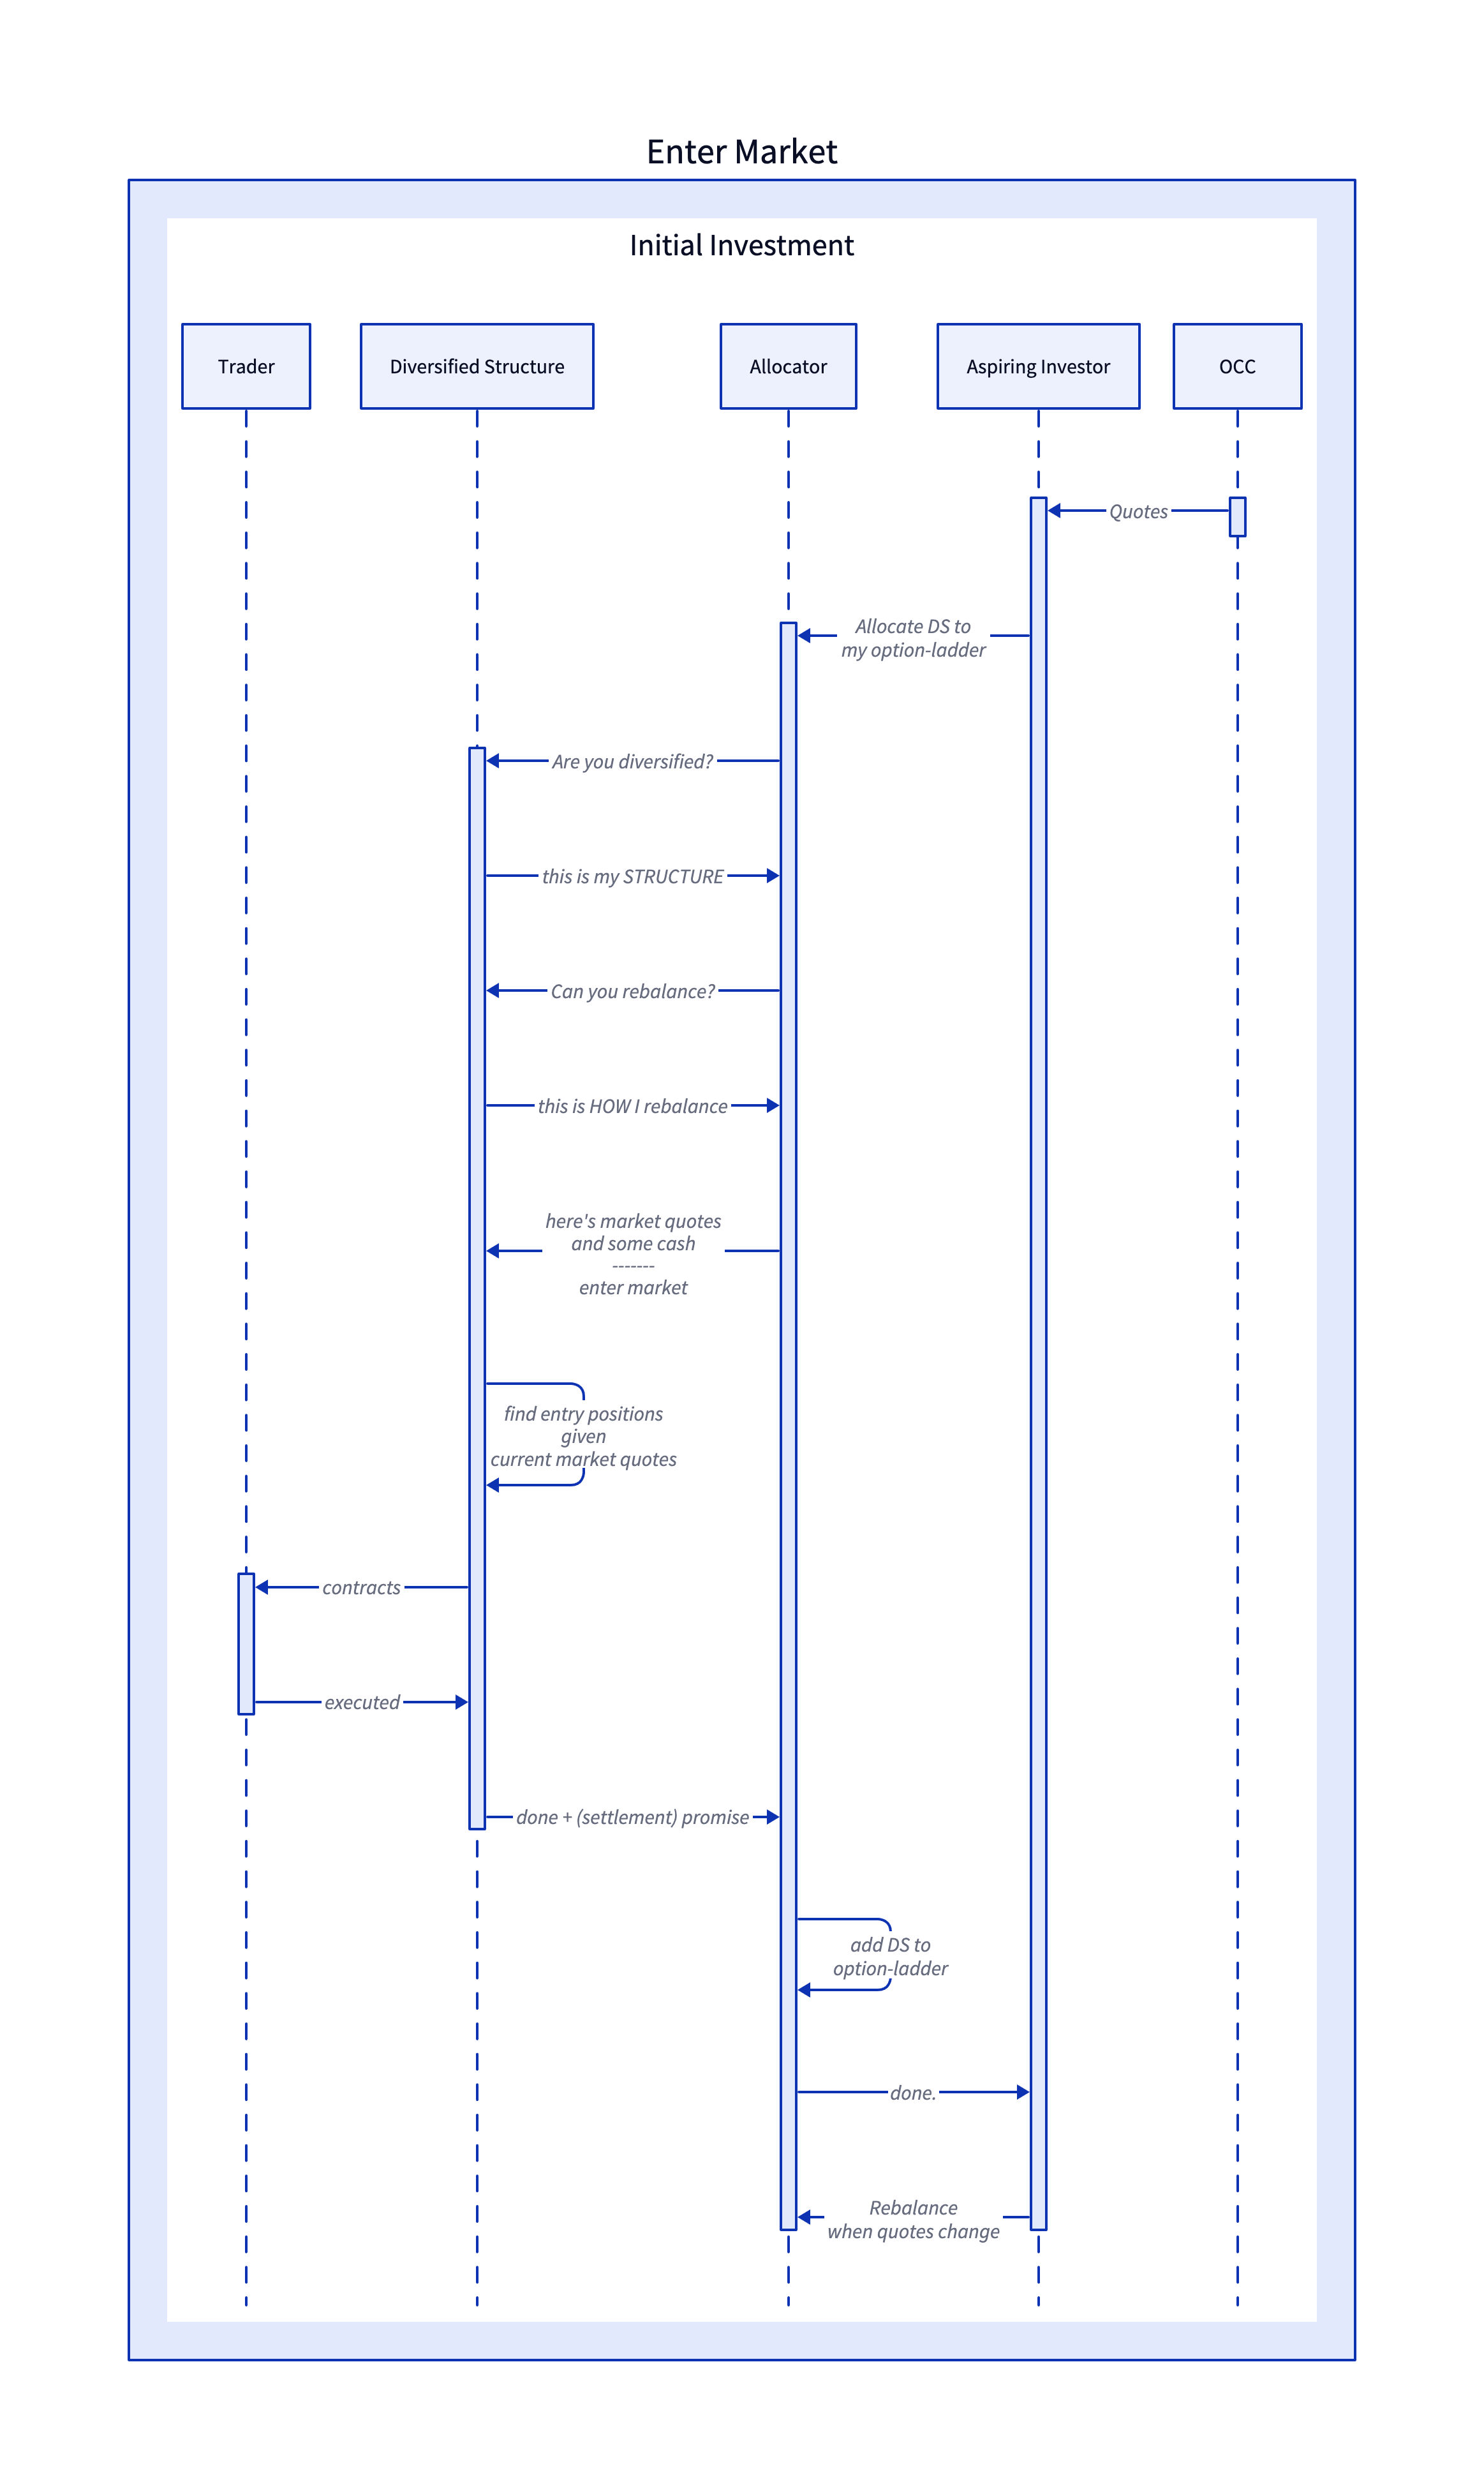 Enter Market
Initial Investment
Trader
Diversified Structure
Allocator
Aspiring Investor
OCC
Quotes
Allocate DS to
my option-ladder
Are you diversified?
this is my STRUCTURE
Can you rebalance?
this is HOW I rebalance
here's market quotes
and some cash
-------
enter market
find entry positions
given
current market quotes
contracts
executed
done + (settlement) promise
add DS to
option-ladder
done.
Rebalance
when quotes change